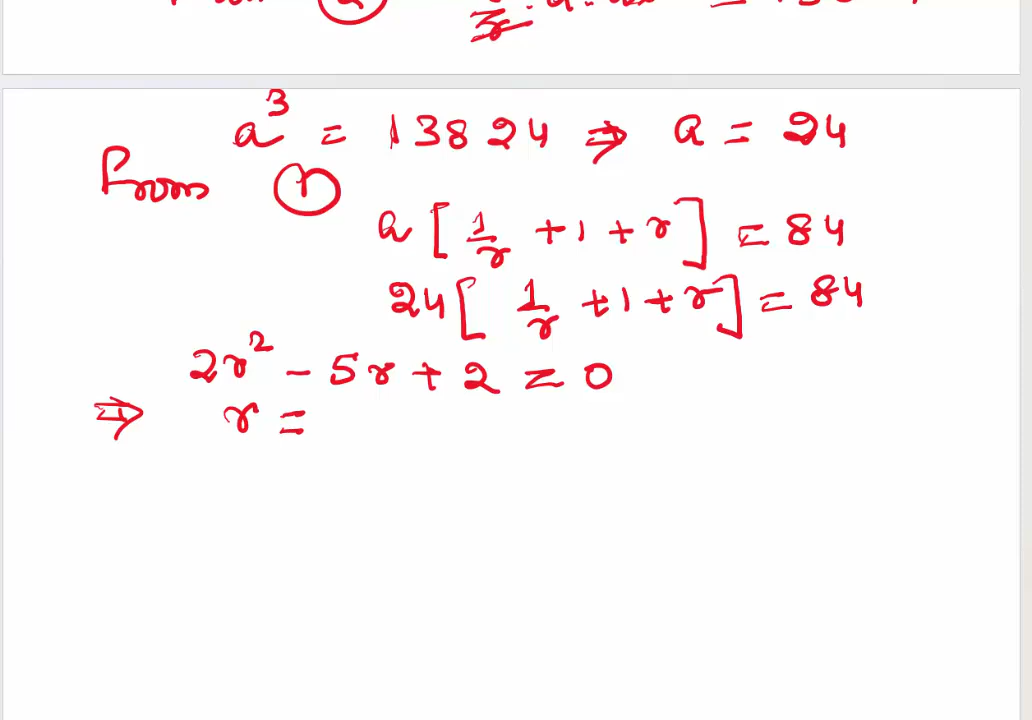 a³ = 13824 ⇒ a = 24
From ①
a [ 1/r + 1 + r ] = 84
24 [ 1/r + 1 + r ] = 84
2r² - 5r + 2 = 0
⇒ r =